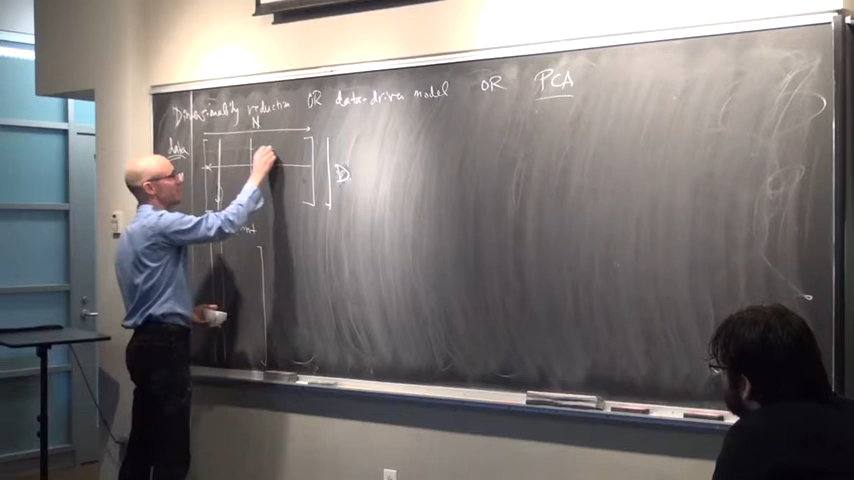 Dimensionality reduction OR data-driven model OR PCA
N
data
D